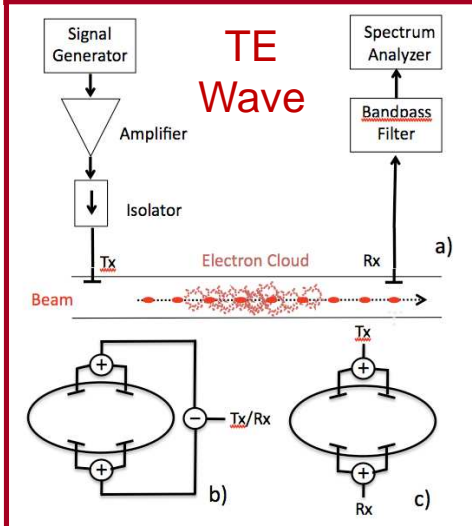 Signal
Generator
TE
Wave
Spectrum
Analyzer
Bandpass
Filter
Amplifier
Isolator
Tx
Electron Cloud
Rx
a)
Beam
Tx
+
+
-
Tx/Rx
+
+
b)
Rx
c)